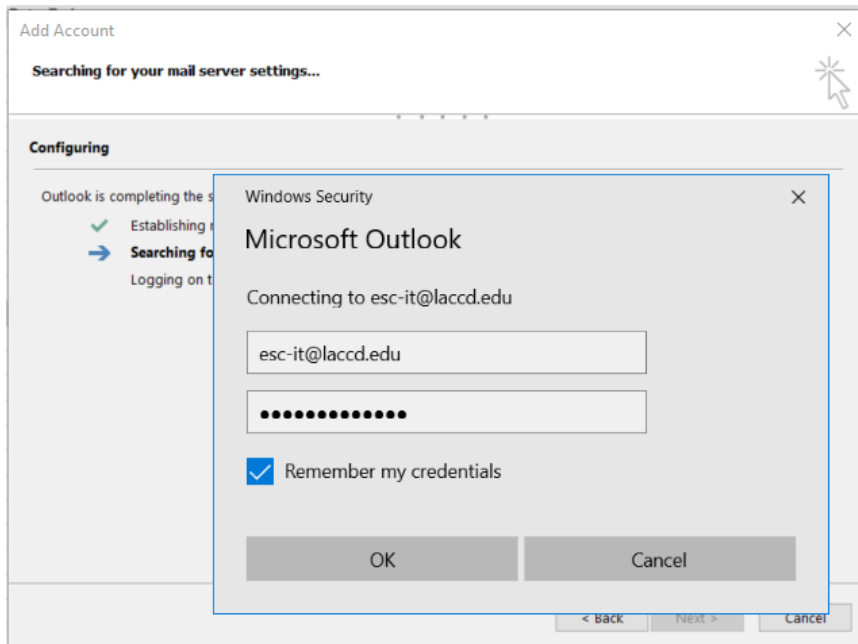 Add Account
Searching for your mail server settings...
Configuring
Outlook is completing the s
Establishing
Searching fo
Logging on t
Windows Security
Microsoft Outlook
Connecting to esc-it@laccd.edu
esc-it@laccd.edu
●●●●●●●●●●●●●
Remember my credentials
OK
Cancel
< Back
Next >
Cancel